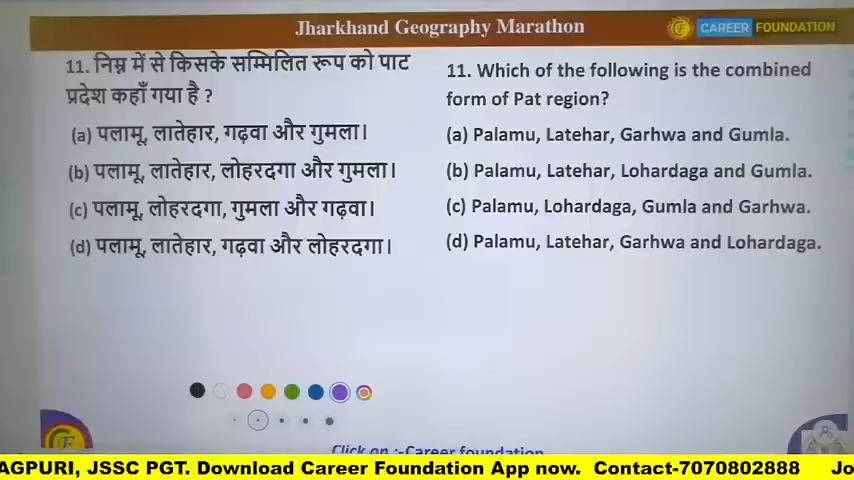 Jharkhand Geography Marathon
CAREER FOUNDATION
11. निम्न में से किसके सम्मिलित रूप को पाट
प्रदेश कहाँ गया है ?
(a) पलामू, लातेहार, गढ़वा और गुमला।
(b) पलामू, लातेहार, लोहरदगा और गुमला।
(c) पलामू, लोहरदगा, गुमला और गढ़वा।
(d) पलामू, लातेहार, गढ़वा और लोहरदगा।
11. Which of the following is the combined
form of Pat region?
(a) Palamu, Latehar, Garhwa and Gumla.
(b) Palamu, Latehar, Lohardaga and Gumla.
(c) Palamu, Lohardaga, Gumla and Garhwa.
(d) Palamu, Latehar, Garhwa and Lohardaga.
Click on :-Career foundation
AGPURI, JSSC PGT. Download Career Foundation App now. Contact-7070802888 Jo